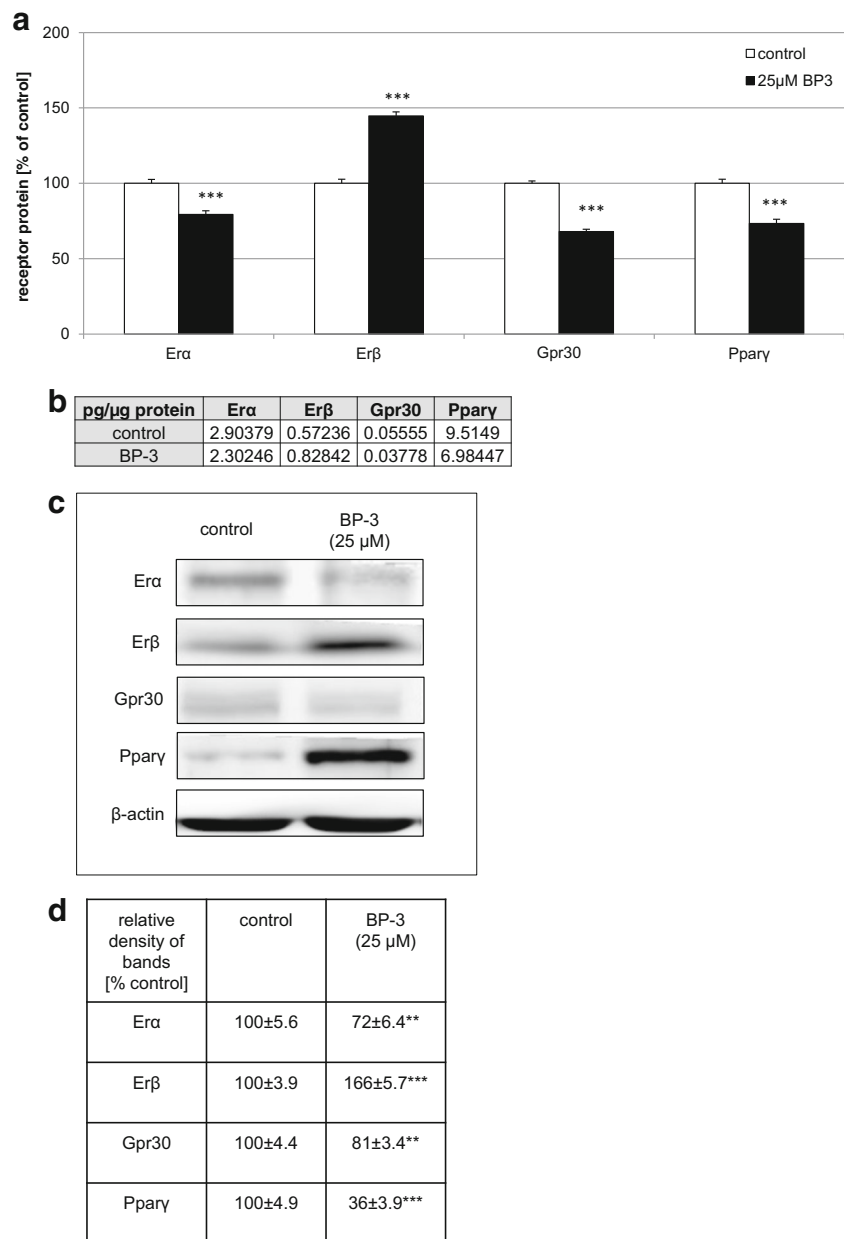 a
200
150
100
50
0
receptor protein [% of control]
control
25µM BP3
***
***
***
***
Erα
Erβ
Gpr30
Pparγ
b
pg/µg protein Erα Erβ Gpr30 Pparγ
control 2.90379 0.57236 0.05555 9.5149
BP-3 2.30246 0.82842 0.03778 6.98447
c
control
BP-3
(25 µM)
Erα
Erβ
Gpr30
Pparγ
β-actin
d
relative
density of
bands
[% control]
control
BP-3
(25 µM)
Erα 100±5.6 72±6.4**
Erβ 100±3.9 166±5.7***
Gpr30 100±4.4 81±3.4**
Pparγ 100±4.9 36±3.9***